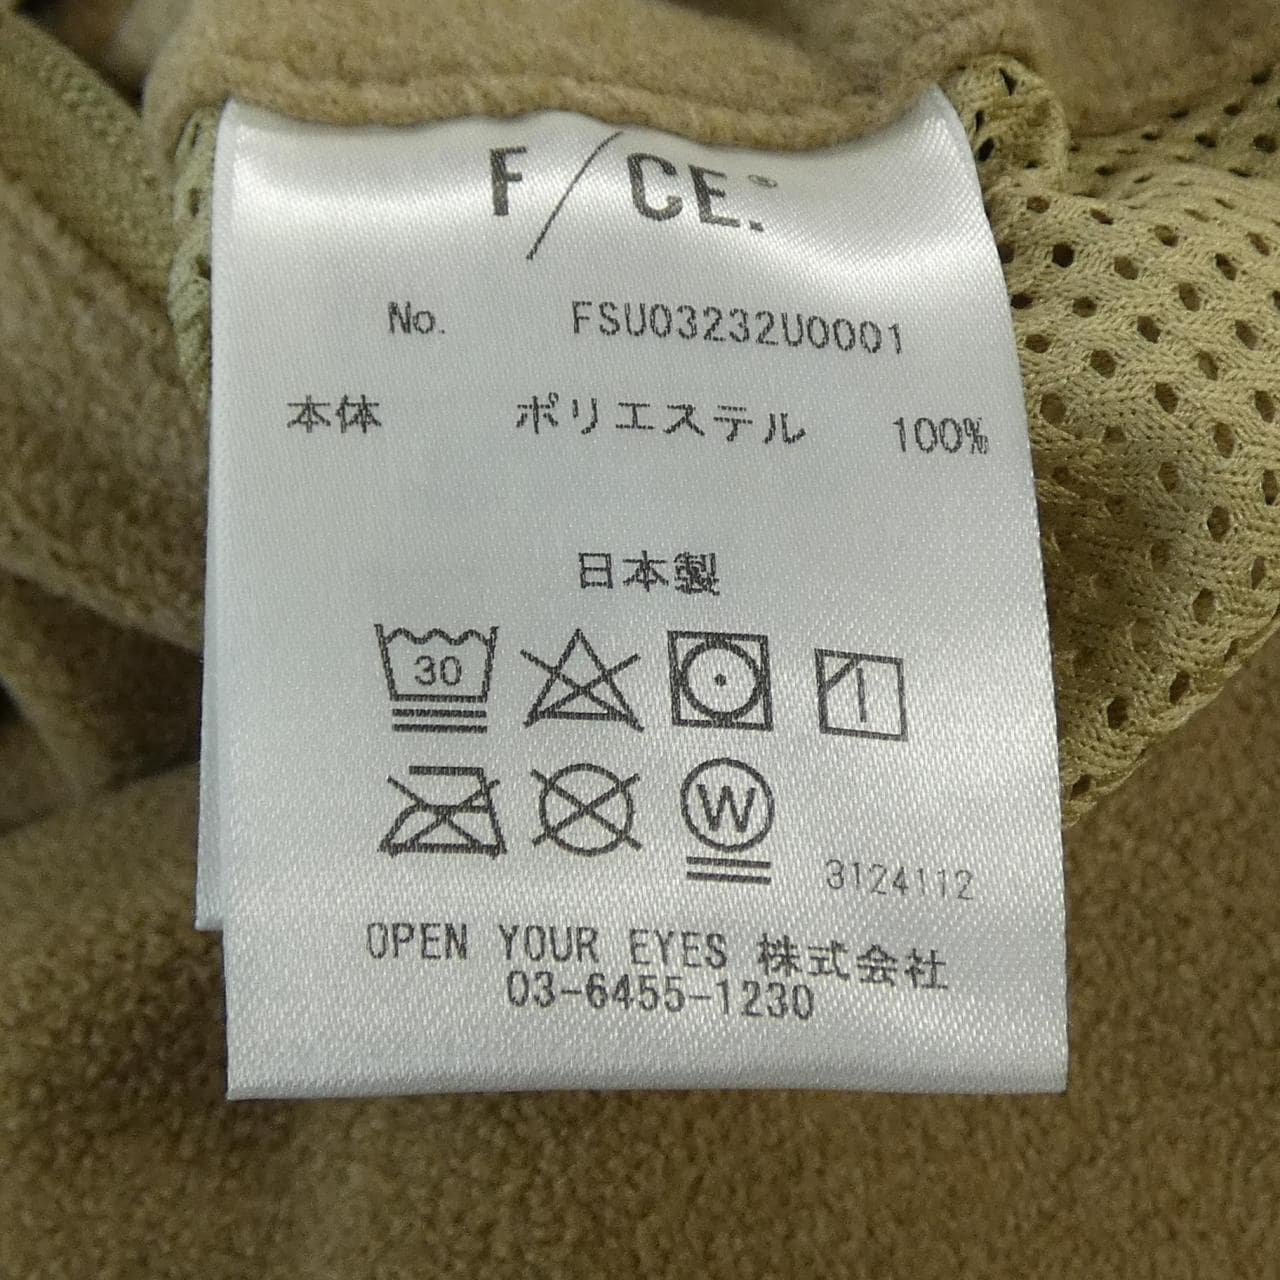 F/CE.®
No. FSU03232U0001
本体 ポリエステル 100%
日本製
30
W
3124112
OPEN YOUR EYES 株式会社
03-6455-1230